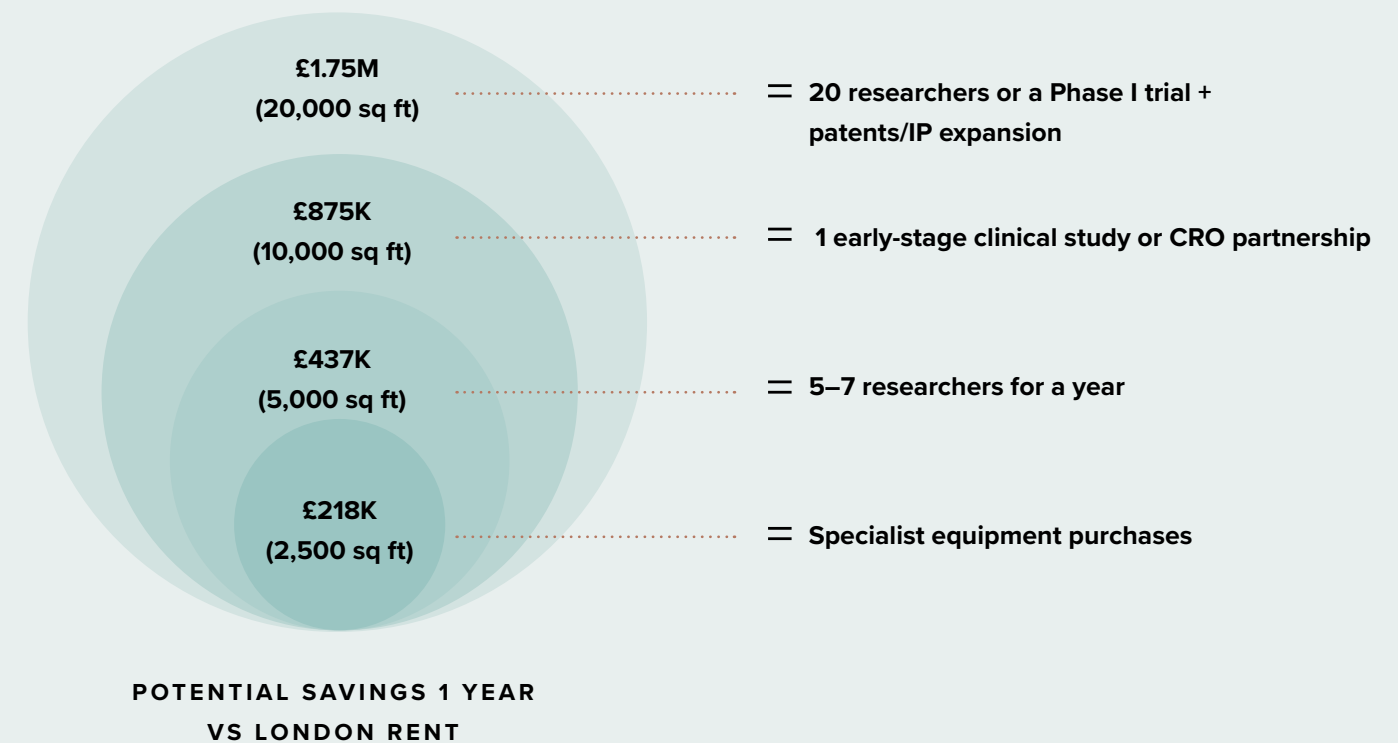 £1.75M
(20,000 sq ft)
= 20 researchers or a Phase I trial +
patents/IP expansion
£875K
(10,000 sq ft)
= 1 early-stage clinical study or CRO partnership
£437K
(5,000 sq ft)
= 5–7 researchers for a year
£218K
(2,500 sq ft)
= Specialist equipment purchases
POTENTIAL SAVINGS 1 YEAR
VS LONDON RENT